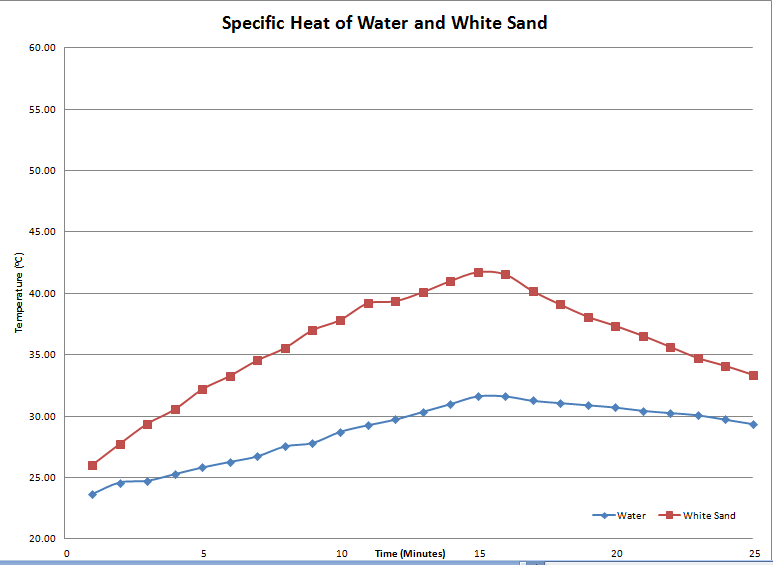 Specific Heat of Water and White Sand
60.00
55.00
50.00
45.00
40.00
35.00
30.00
25.00
20.00
Temperature (ºC)
Water White Sand
0 5 10 15 20 25
Time (Minutes)